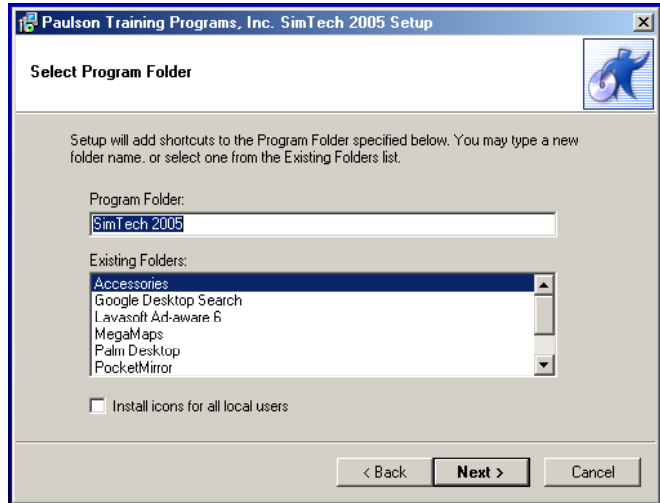 Paulson Training Programs, Inc. SimTech 2005 Setup
Select Program Folder
Setup will add shortcuts to the Program Folder specified below. You may type a new
folder name, or select one from the Existing Folders list.
Program Folder:
SimTech 2005
Existing Folders:
Accessories
Google Desktop Search
Lavasoft Ad-aware 6
MegaMaps
Palm Desktop
PocketMirror
Install icons for all local users
< Back Next > Cancel